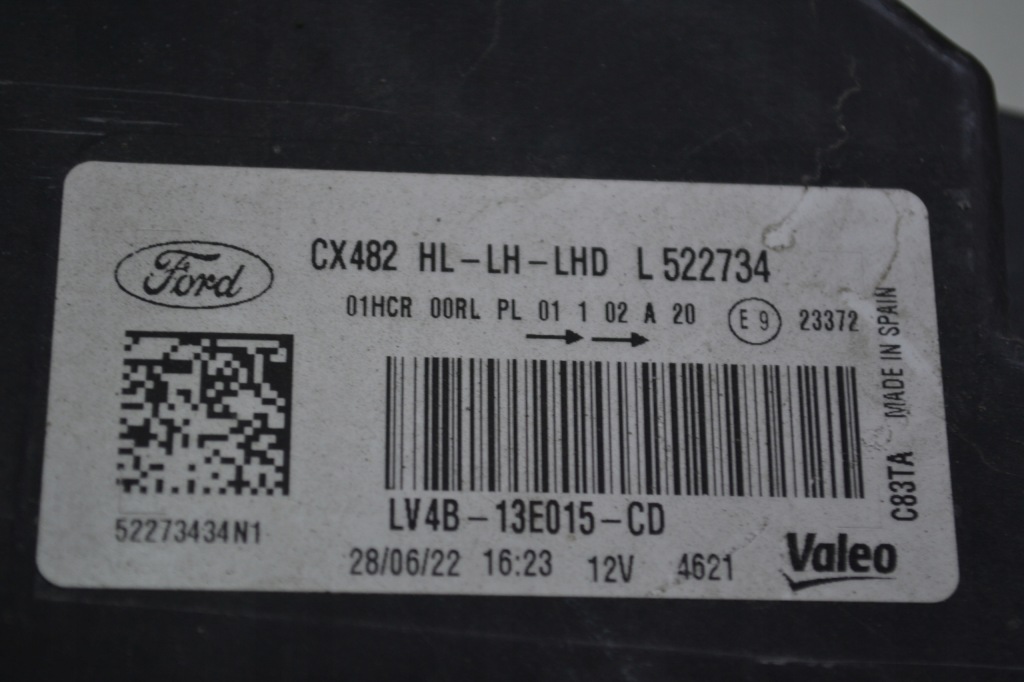 Ford
CX482 HL-LH-LHD L 522734
01HCR 00RL PL 01 1 02 A 20 E 9 23372
MADE IN SPAIN
C83TA
LV4B-13E015-CD
52273434N1
28/06/22 16:23 12V 4621
Valeo